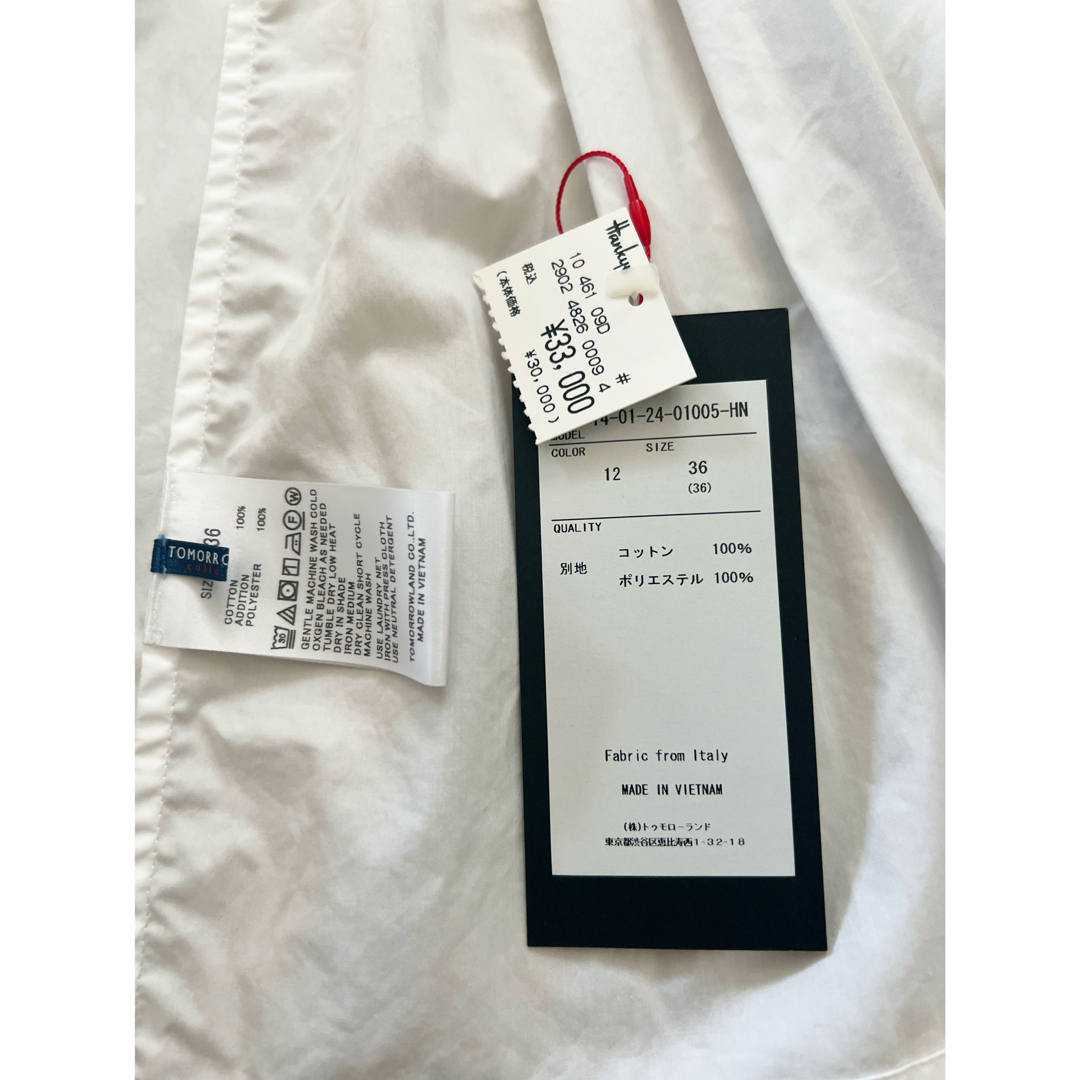 Hanky
10 461 09D
2902 4826 0009 4 #
税込 ¥33,000
(本体価格 ¥30,000)
4-01-24-01005-HN
MODEL
COLOR SIZE
12 36
(36)
QUALITY
コットン 100%
別地
ポリエステル 100%
Fabric from Italy
MADE IN VIETNAM
(株)トゥモローランド
東京都渋谷区恵比寿西1-32-18
TOMORRO
colle
SIZ 36
COTTON 100%
ADDITION
POLYESTER 100%
30
F W
GENTLE MACHINE WASH COLD
OXGEN BLEACH AS NEEDED
TUMBLE DRY LOW HEAT
DRY IN SHADE
IRON MEDIUM
DRY CLEAN SHORT CYCLE
MACHINE WASH
USE LAUNDRY NET
IRON WITH PRESS CLOTH
USE NEUTRAL DETERGENT
TOMORROWLAND CO.,LTD.
MADE IN VIETNAM